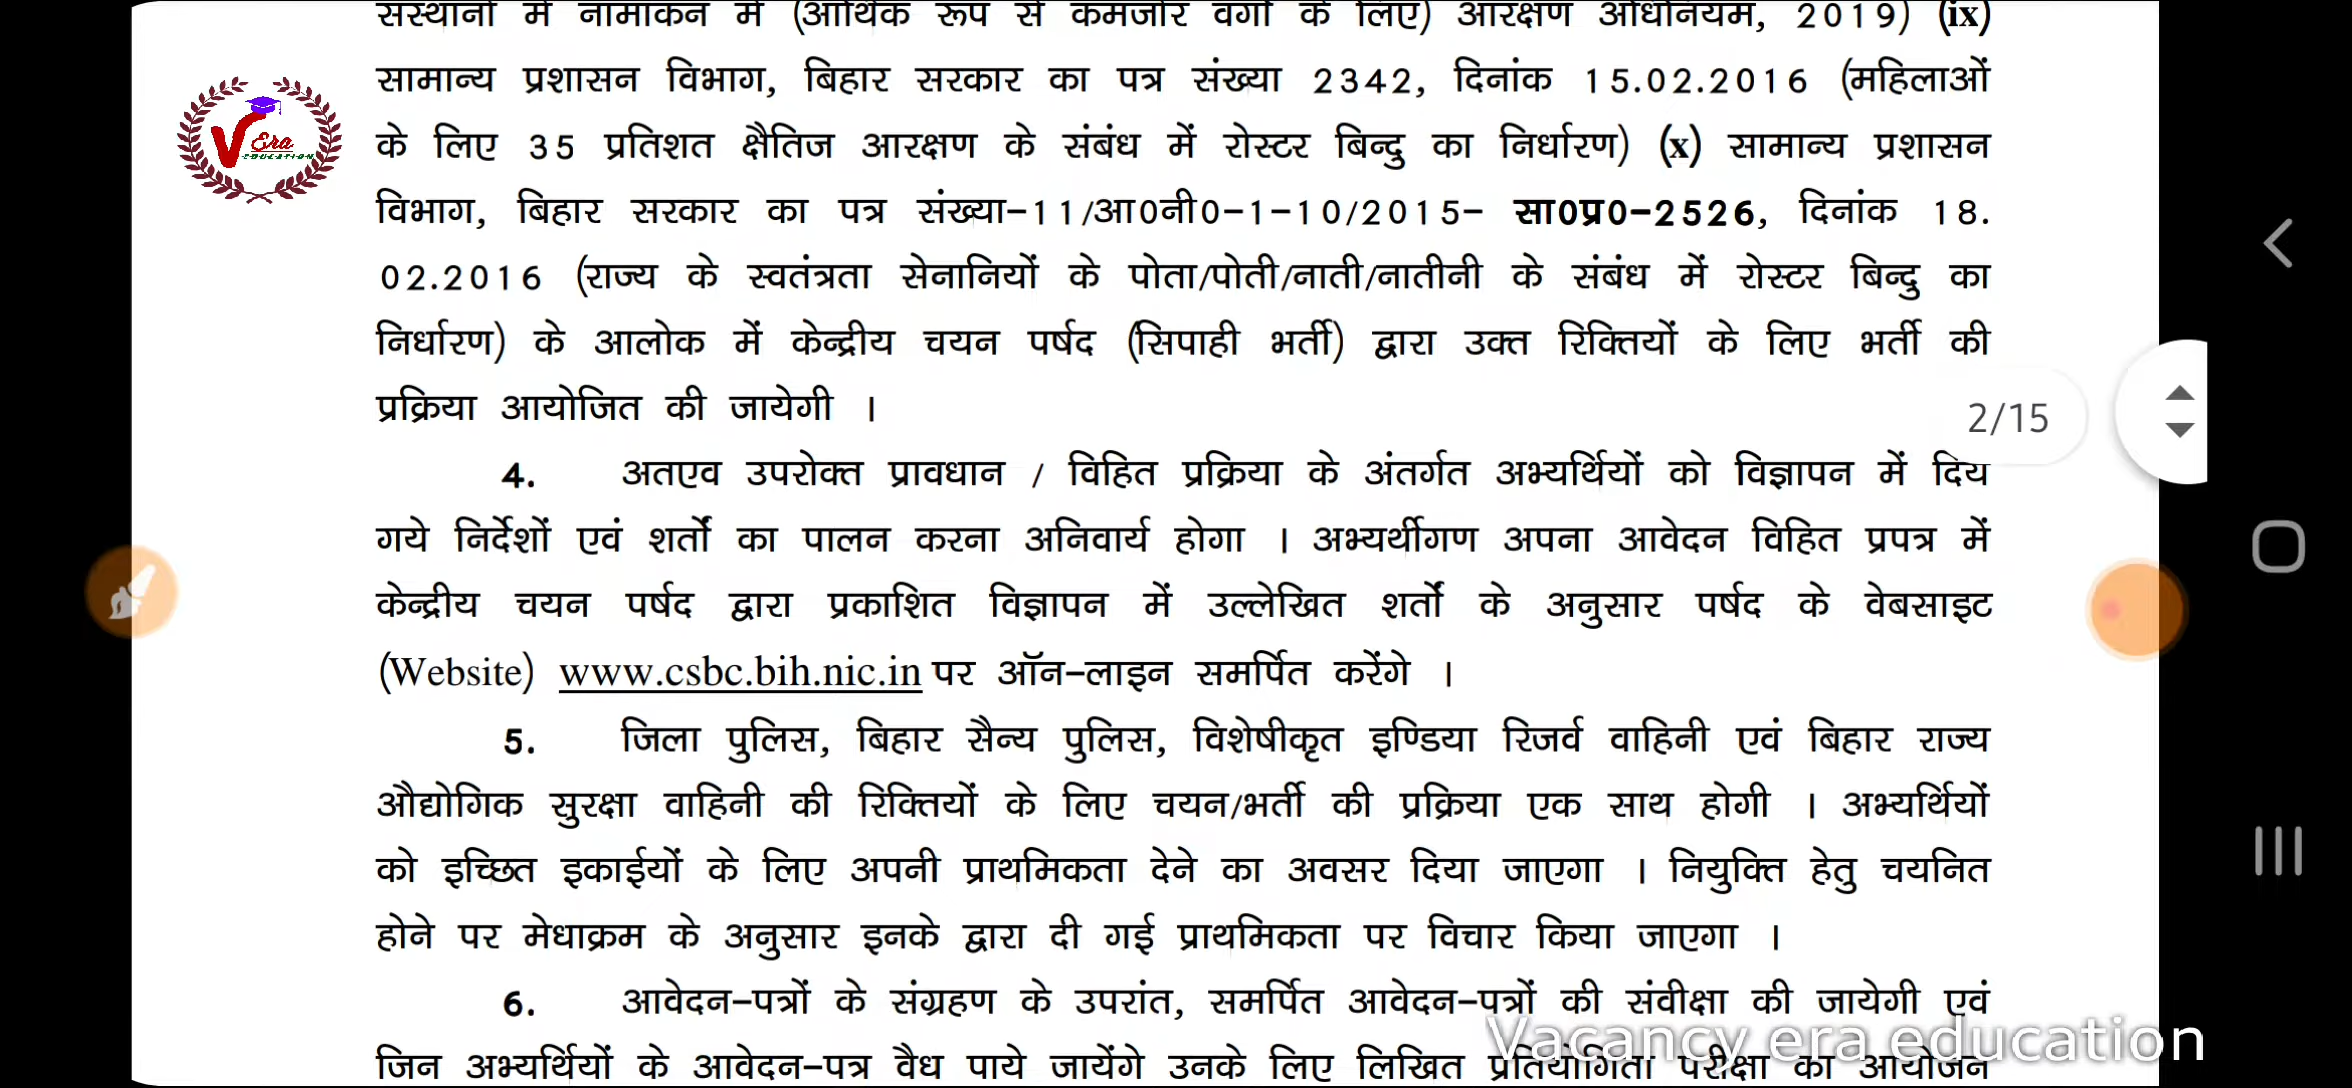 संस्थानों में नामांकन में (आर्थिक रूप से कमजोर वर्गों के लिए) आरक्षण अधिनियम, 2019) (ix)
सामान्य प्रशासन विभाग, बिहार सरकार का पत्र संख्या 2342, दिनांक 15.02.2016 (महिलाओं
के लिए 35 प्रतिशत क्षैतिज आरक्षण के संबंध में रोस्टर बिन्दु का निर्धारण) (x) सामान्य प्रशासन
विभाग, बिहार सरकार का पत्र संख्या-11/आ0नी0-1-10/2015- सा0प्र0-2526, दिनांक 18.
02.2016 (राज्य के स्वतंत्रता सेनानियों के पोता/पोती/नाती/नातीनी के संबंध में रोस्टर बिन्दु का
निर्धारण) के आलोक में केन्द्रीय चयन पर्षद (सिपाही भर्ती) द्वारा उक्त रिक्तियों के लिए भर्ती की
प्रक्रिया आयोजित की जायेगी ।
4. अतएव उपरोक्त प्रावधान / विहित प्रक्रिया के अंतर्गत अभ्यर्थियों को विज्ञापन में दिये
गये निर्देशों एवं शर्तों का पालन करना अनिवार्य होगा । अभ्यर्थीगण अपना आवेदन विहित प्रपत्र में
केन्द्रीय चयन पर्षद द्वारा प्रकाशित विज्ञापन में उल्लेखित शर्तों के अनुसार पर्षद के वेबसाइट
(Website) www.csbc.bih.nic.in पर ऑन-लाइन समर्पित करेंगे ।
5. जिला पुलिस, बिहार सैन्य पुलिस, विशेषीकृत इण्डिया रिजर्व वाहिनी एवं बिहार राज्य
औद्योगिक सुरक्षा वाहिनी की रिक्तियों के लिए चयन/भर्ती की प्रक्रिया एक साथ होगी । अभ्यर्थियों
को इच्छित इकाईयों के लिए अपनी प्राथमिकता देने का अवसर दिया जाएगा । नियुक्ति हेतु चयनित
होने पर मेधाक्रम के अनुसार इनके द्वारा दी गई प्राथमिकता पर विचार किया जाएगा ।
6. आवेदन-पत्रों के संग्रहण के उपरांत, समर्पित आवेदन-पत्रों की संवीक्षा की जायेगी एवं
जिन अभ्यर्थियों के आवेदन-पत्र वैध पाये जायेंगे उनके लिए लिखित प्रतियोगिता परीक्षा का आयोजन
V Era
EDUCATION
2/15
Vacancy era education